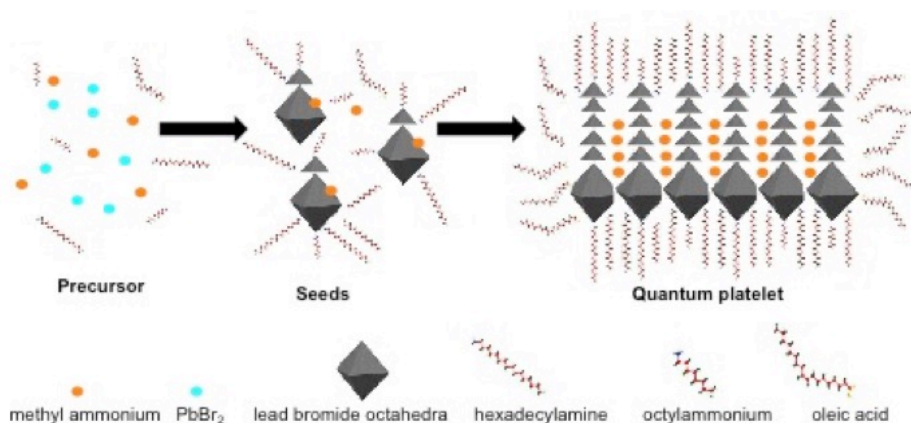 Precursor
Seeds
Quantum platelet
methyl ammonium
PbBr₂
lead bromide octahedra
hexadecylamine
octylammonium
oleic acid